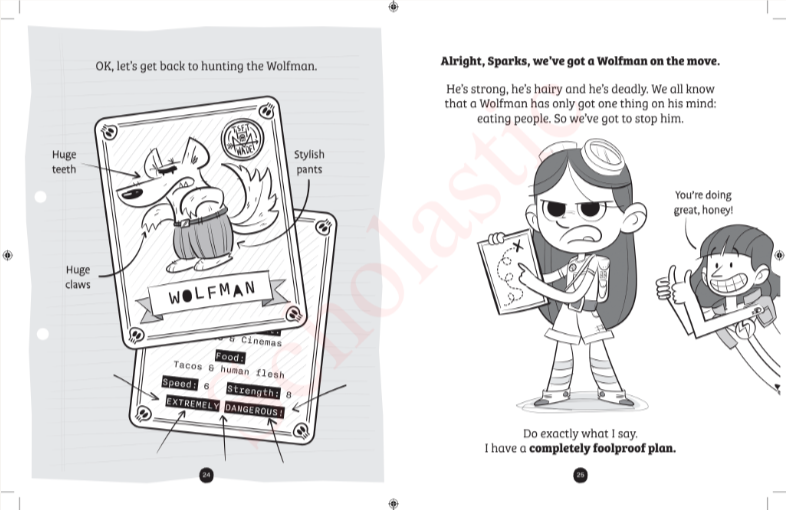 OK, let's get back to hunting the Wolfman.
Huge
teeth
Stylish
pants
Huge
claws
WOLFMAN
& Cinemas
Food:
Tacos & human flesh
Speed: 6 Strength: 8
EXTREMELY DANGEROUS!
24
Alright, Sparks, we've got a Wolfman on the move.
He's strong, he's hairy and he's deadly. We all know
that a Wolfman has only got one thing on his mind:
eating people. So we've got to stop him.
You're doing
great, honey!
Do exactly what I say.
I have a completely foolproof plan.
25
Scholastic